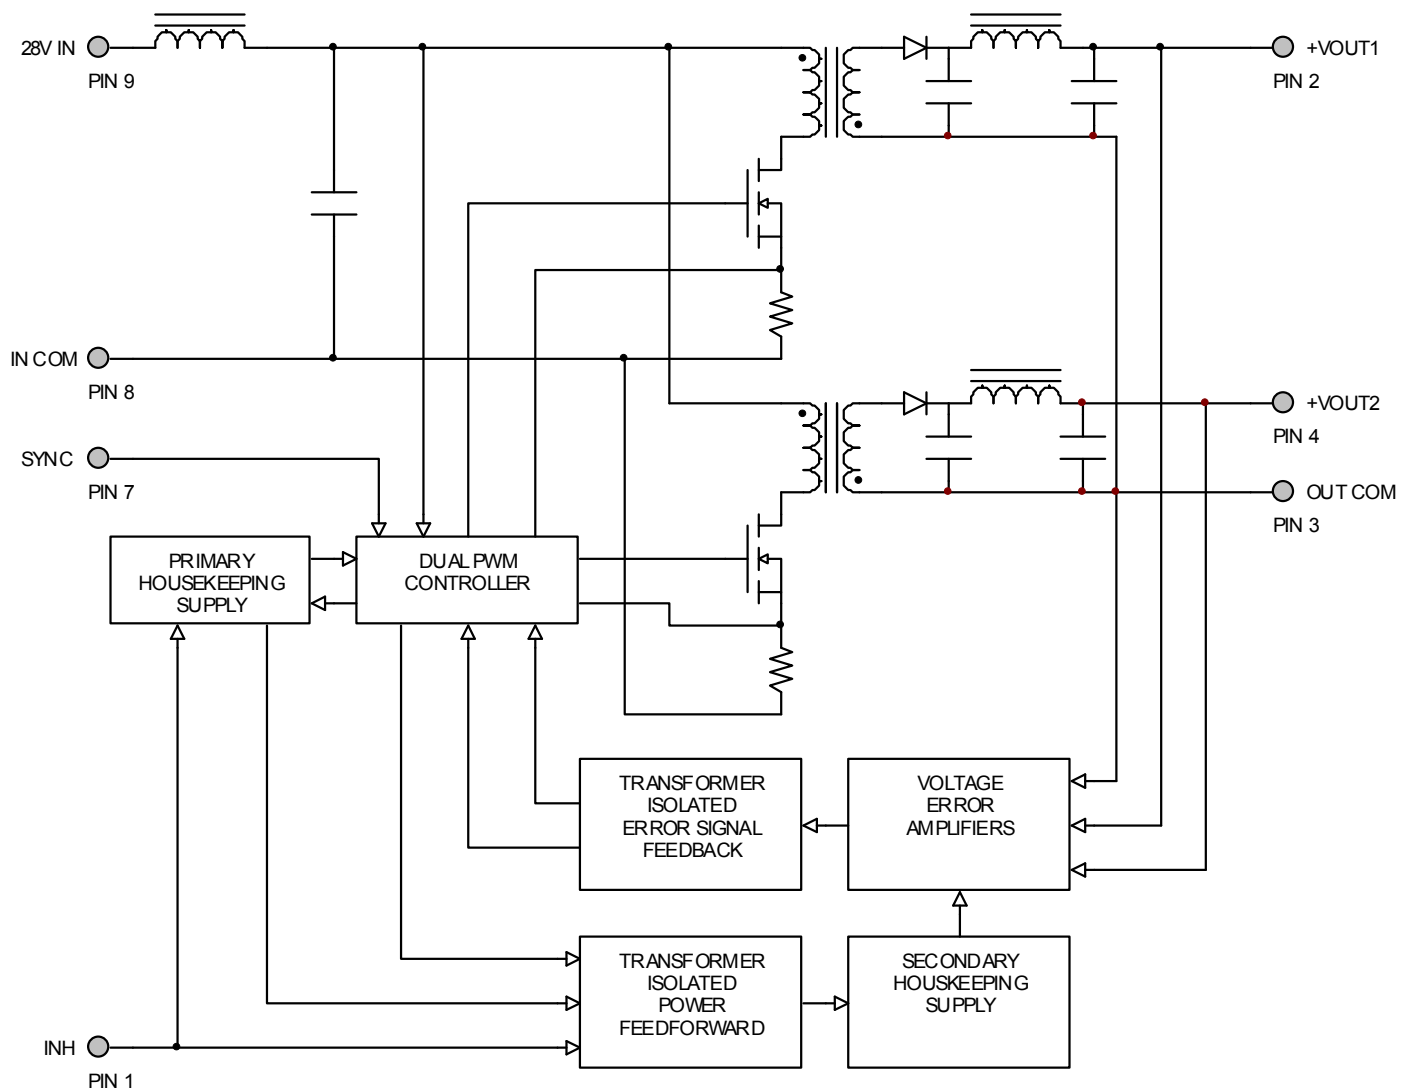 28V IN
PIN 9
+VOUT1
PIN 2
IN COM
PIN 8
+VOUT2
PIN 4
SYNC
PIN 7
OUT COM
PIN 3
PRIMARY
HOUSEKEEPING
SUPPLY
DUAL PWM
CONTROLLER
TRANSFORMER
ISOLATED
ERROR SIGNAL
FEEDBACK
VOLTAGE
ERROR
AMPLIFIERS
TRANSFORMER
ISOLATED
POWER
FEEDFORWARD
SECONDARY
HOUSKEEPING
SUPPLY
INH
PIN 1